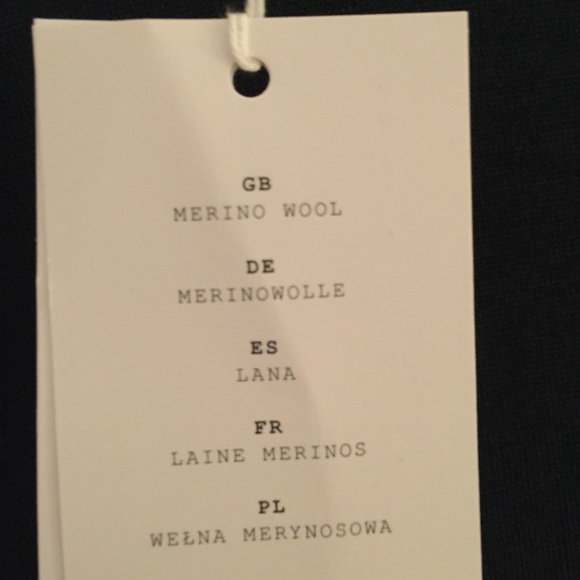 GB
MERINO WOOL
DE
MERINOWOLLE
ES
LANA
FR
LAINE MERINOS
PL
WEŁNA MERYNOSOWA